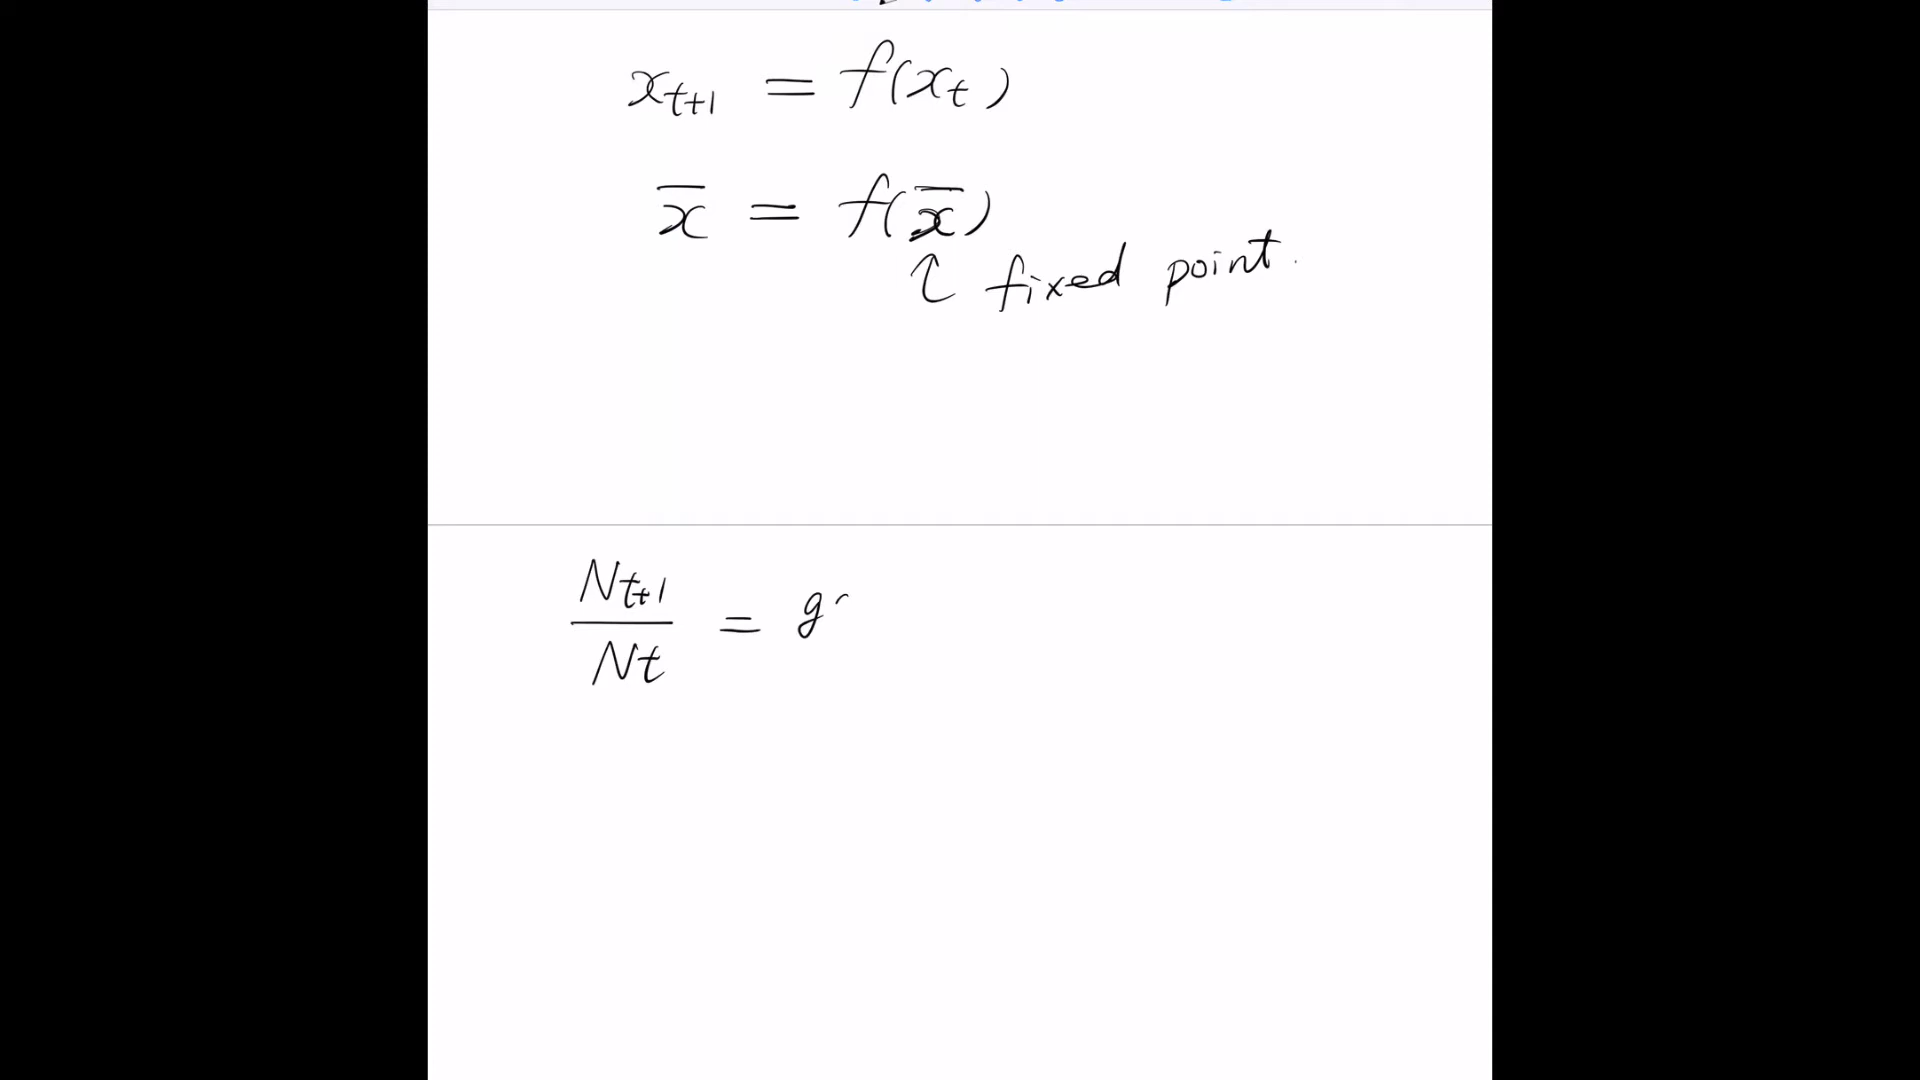 x_{t+1} = f(x_t)
x̄ = f(x̄)
↑ fixed point.
N_{t+1} / N_t = g